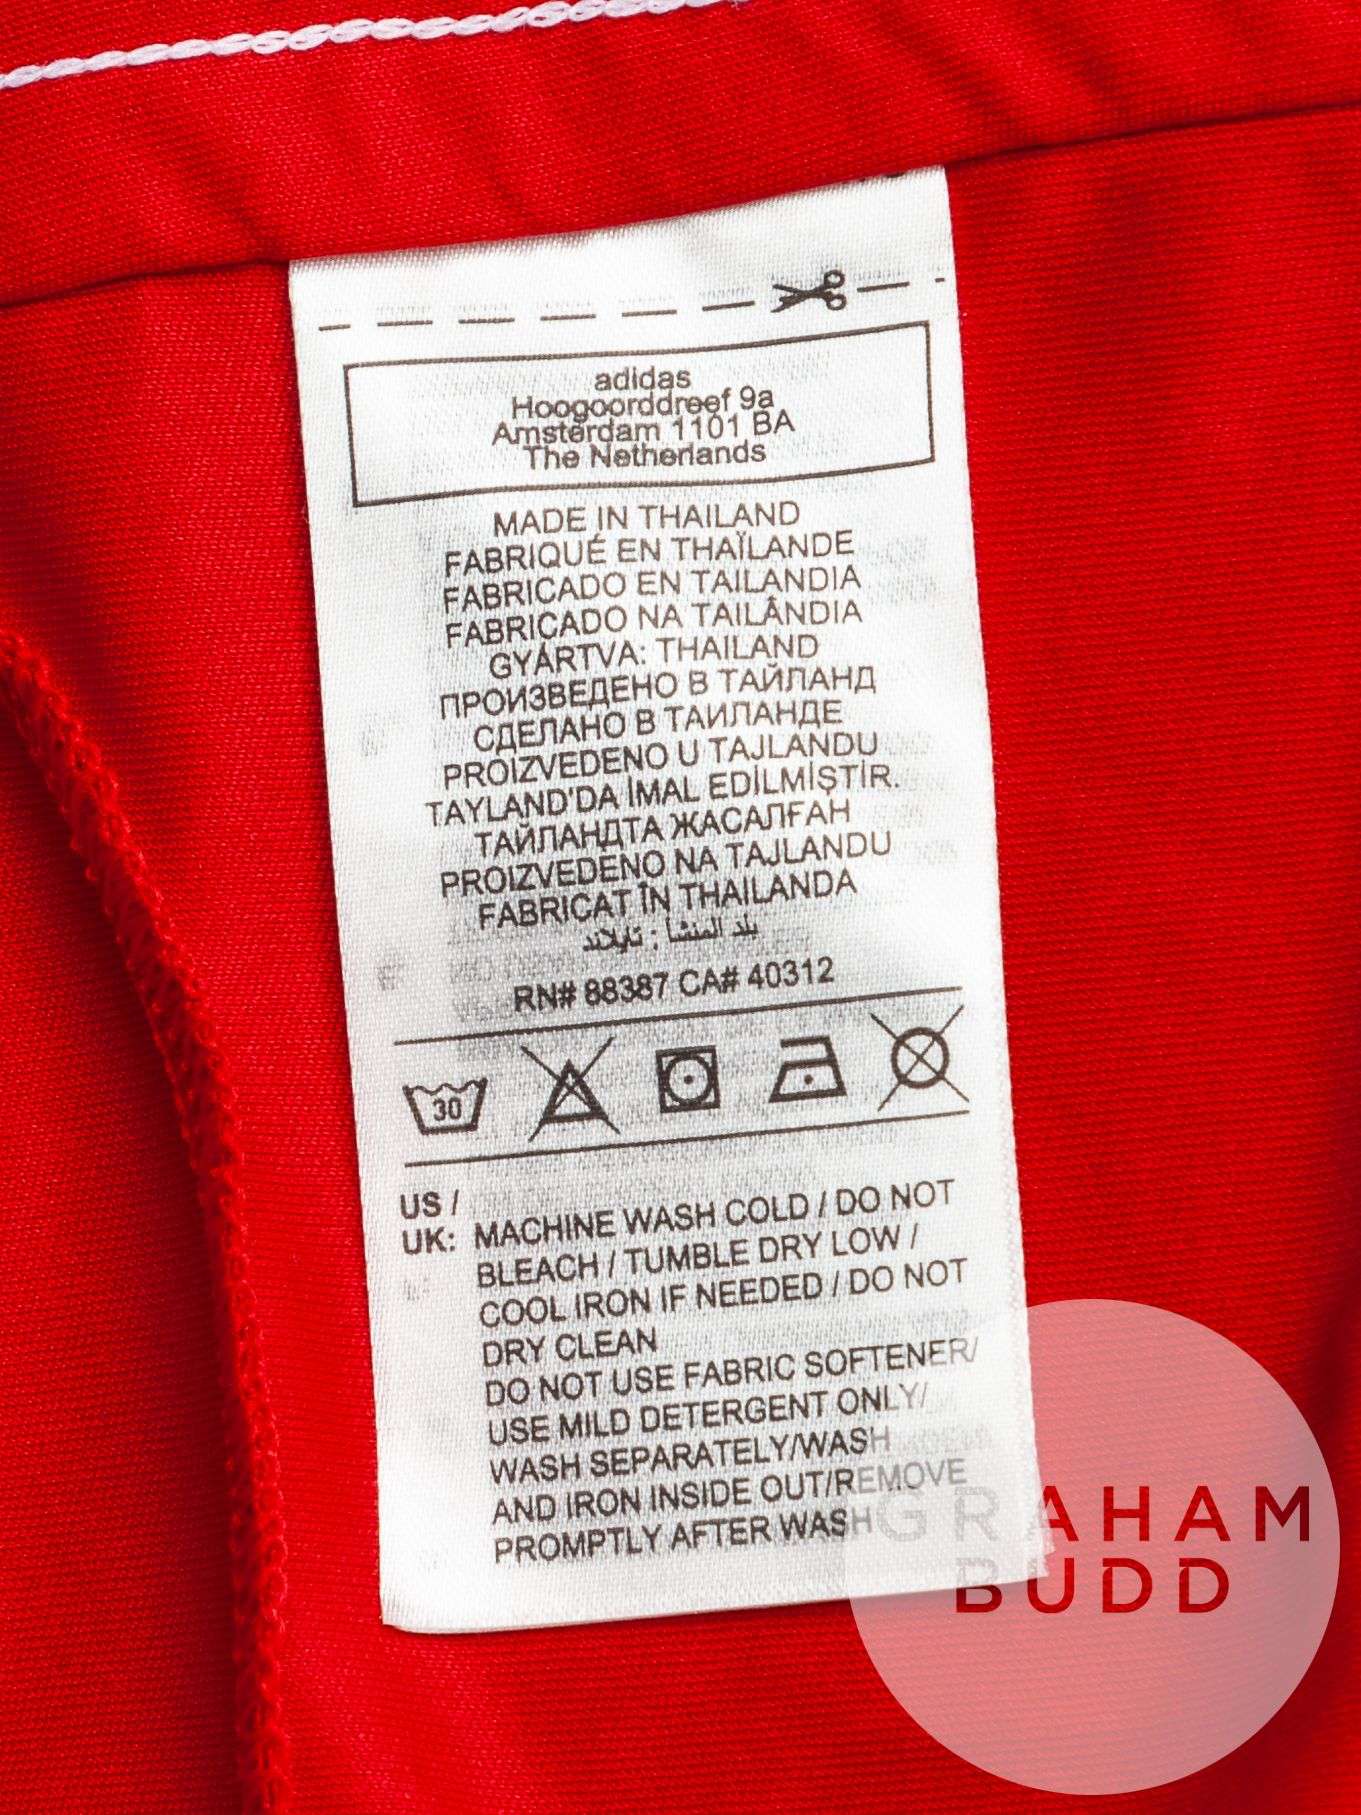 adidas
Hoogoorddreef 9a
Amsterdam 1101 BA
The Netherlands
MADE IN THAILAND
FABRIQUÉ EN THAÏLANDE
FABRICADO EN TAILANDIA
FABRICADO NA TAILÂNDIA
GYÁRTVA: THAILAND
ПРОИЗВЕДЕНО В ТАЙЛАНД
СДЕЛАНО В ТАИЛАНДЕ
PROIZVEDENO U TAJLANDU
TAYLAND'DA İMAL EDİLMİŞTİR.
ТАЙЛАНДТА ЖАСАЛҒАН
PROIZVEDENO NA TAJLANDU
FABRICAT ÎN THAILANDA
بلد المنشأ : تايلاند
RN# 88387 CA# 40312
30
US /
UK: MACHINE WASH COLD / DO NOT
BLEACH / TUMBLE DRY LOW /
COOL IRON IF NEEDED / DO NOT
DRY CLEAN
DO NOT USE FABRIC SOFTENER/
USE MILD DETERGENT ONLY/
WASH SEPARATELY/WASH
AND IRON INSIDE OUT/REMOVE
PROMPTLY AFTER WASH
GRAHAM
BUDD